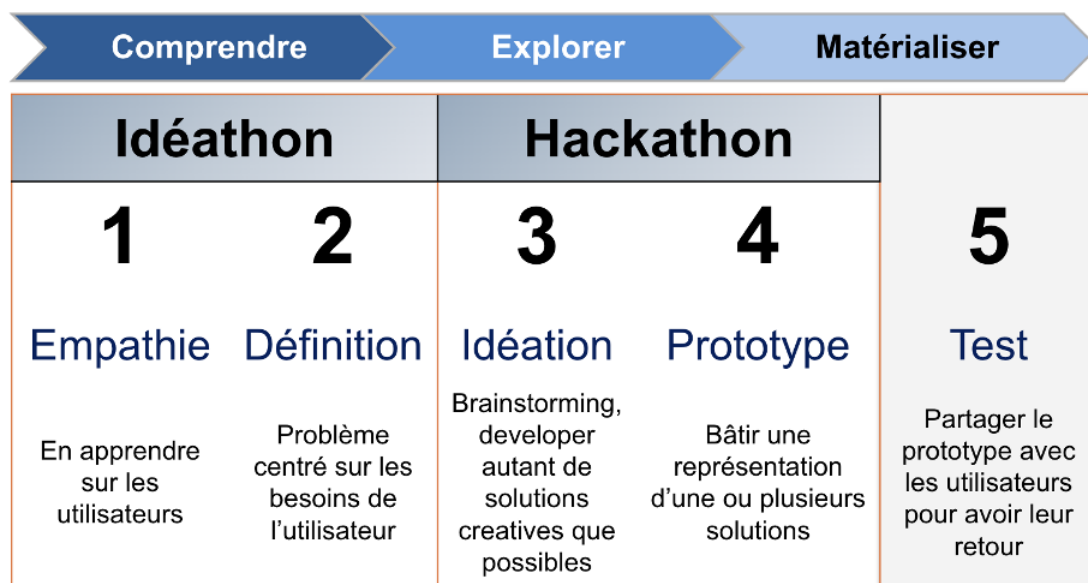 Comprendre
Explorer
Matérialiser
Idéathon
Hackathon
1
2
3
4
5
Empathie
Définition
Idéation
Prototype
Test
En apprendre
sur les
utilisateurs
Problème
centré sur les
besoins de
l'utilisateur
Brainstorming,
developer
autant de
solutions
creatives que
possibles
Bâtir une
représentation
d'une ou plusieurs
solutions
Partager le
prototype avec
les utilisateurs
pour avoir leur
retour